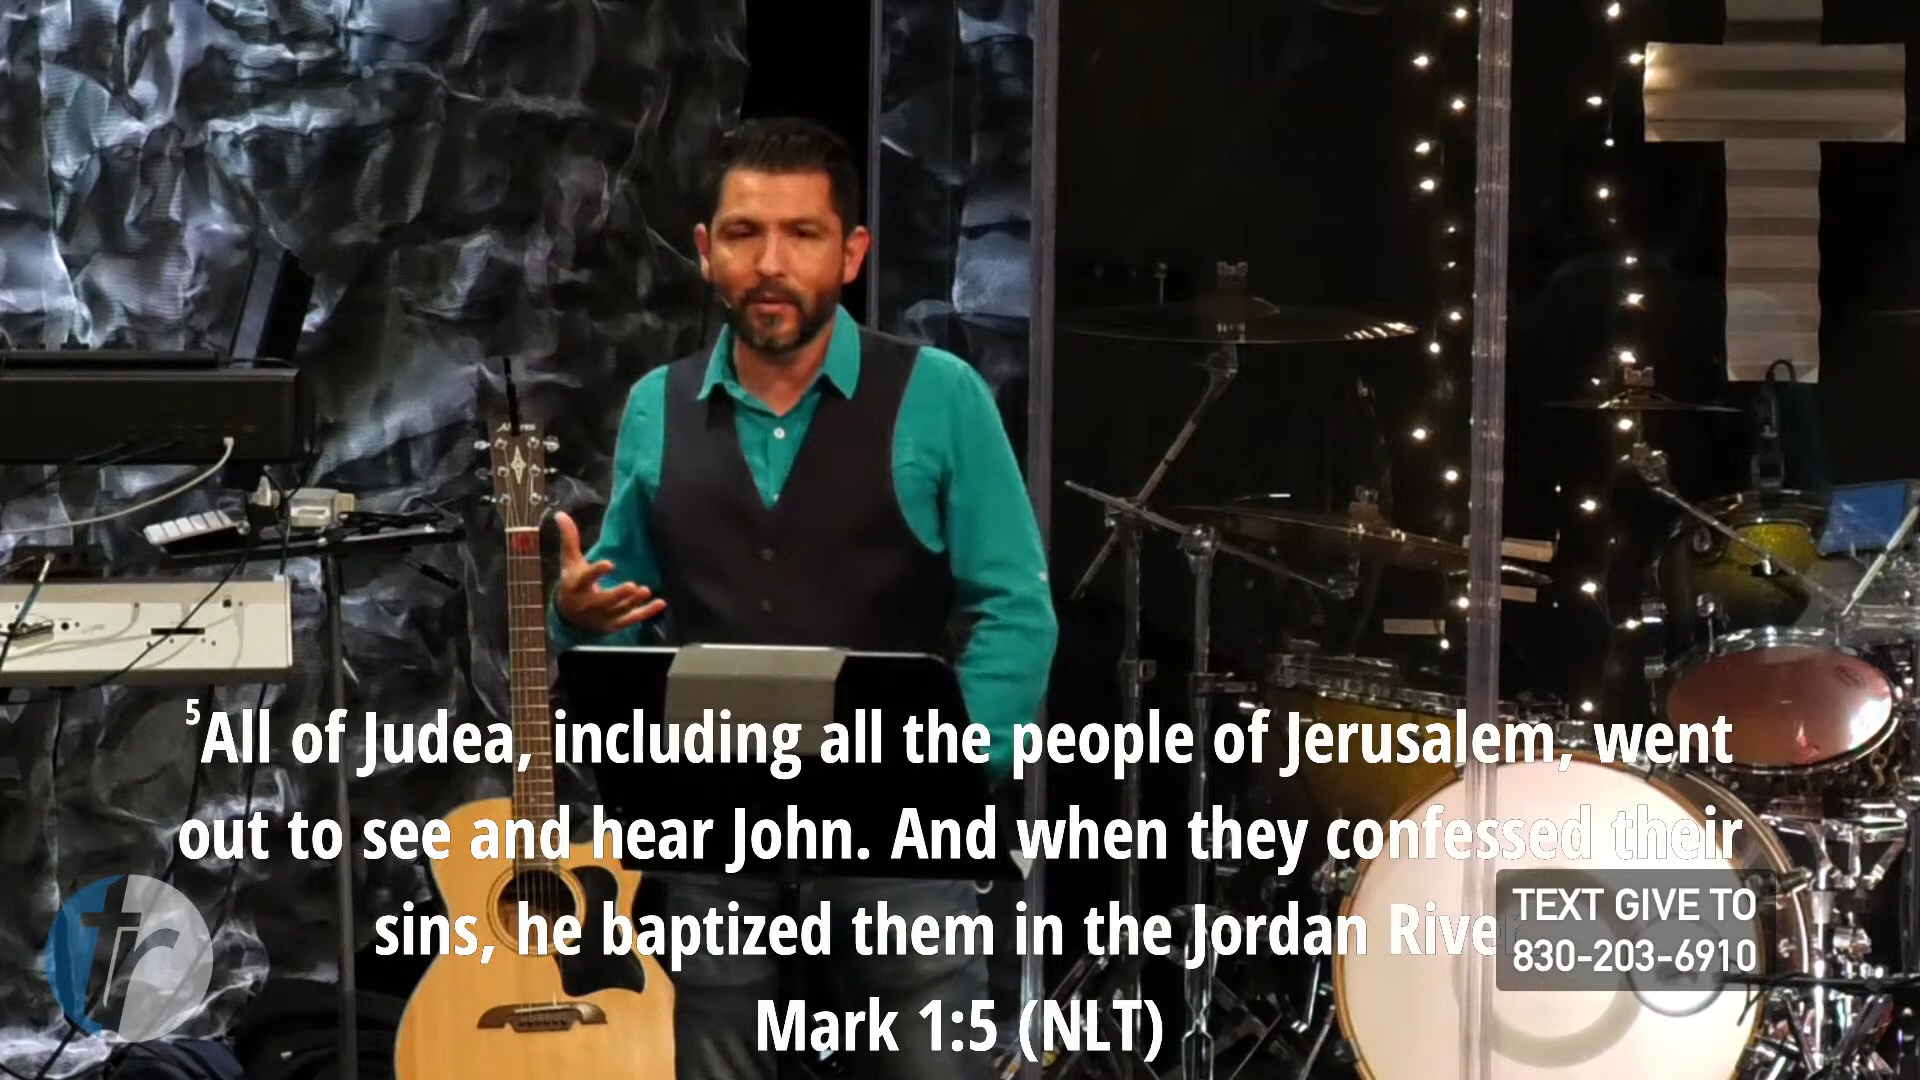 ⁵All of Judea, including all the people of Jerusalem, went
out to see and hear John. And when they confessed their
sins, he baptized them in the Jordan River
Mark 1:5 (NLT)
TEXT GIVE TO
830-203-6910
tr